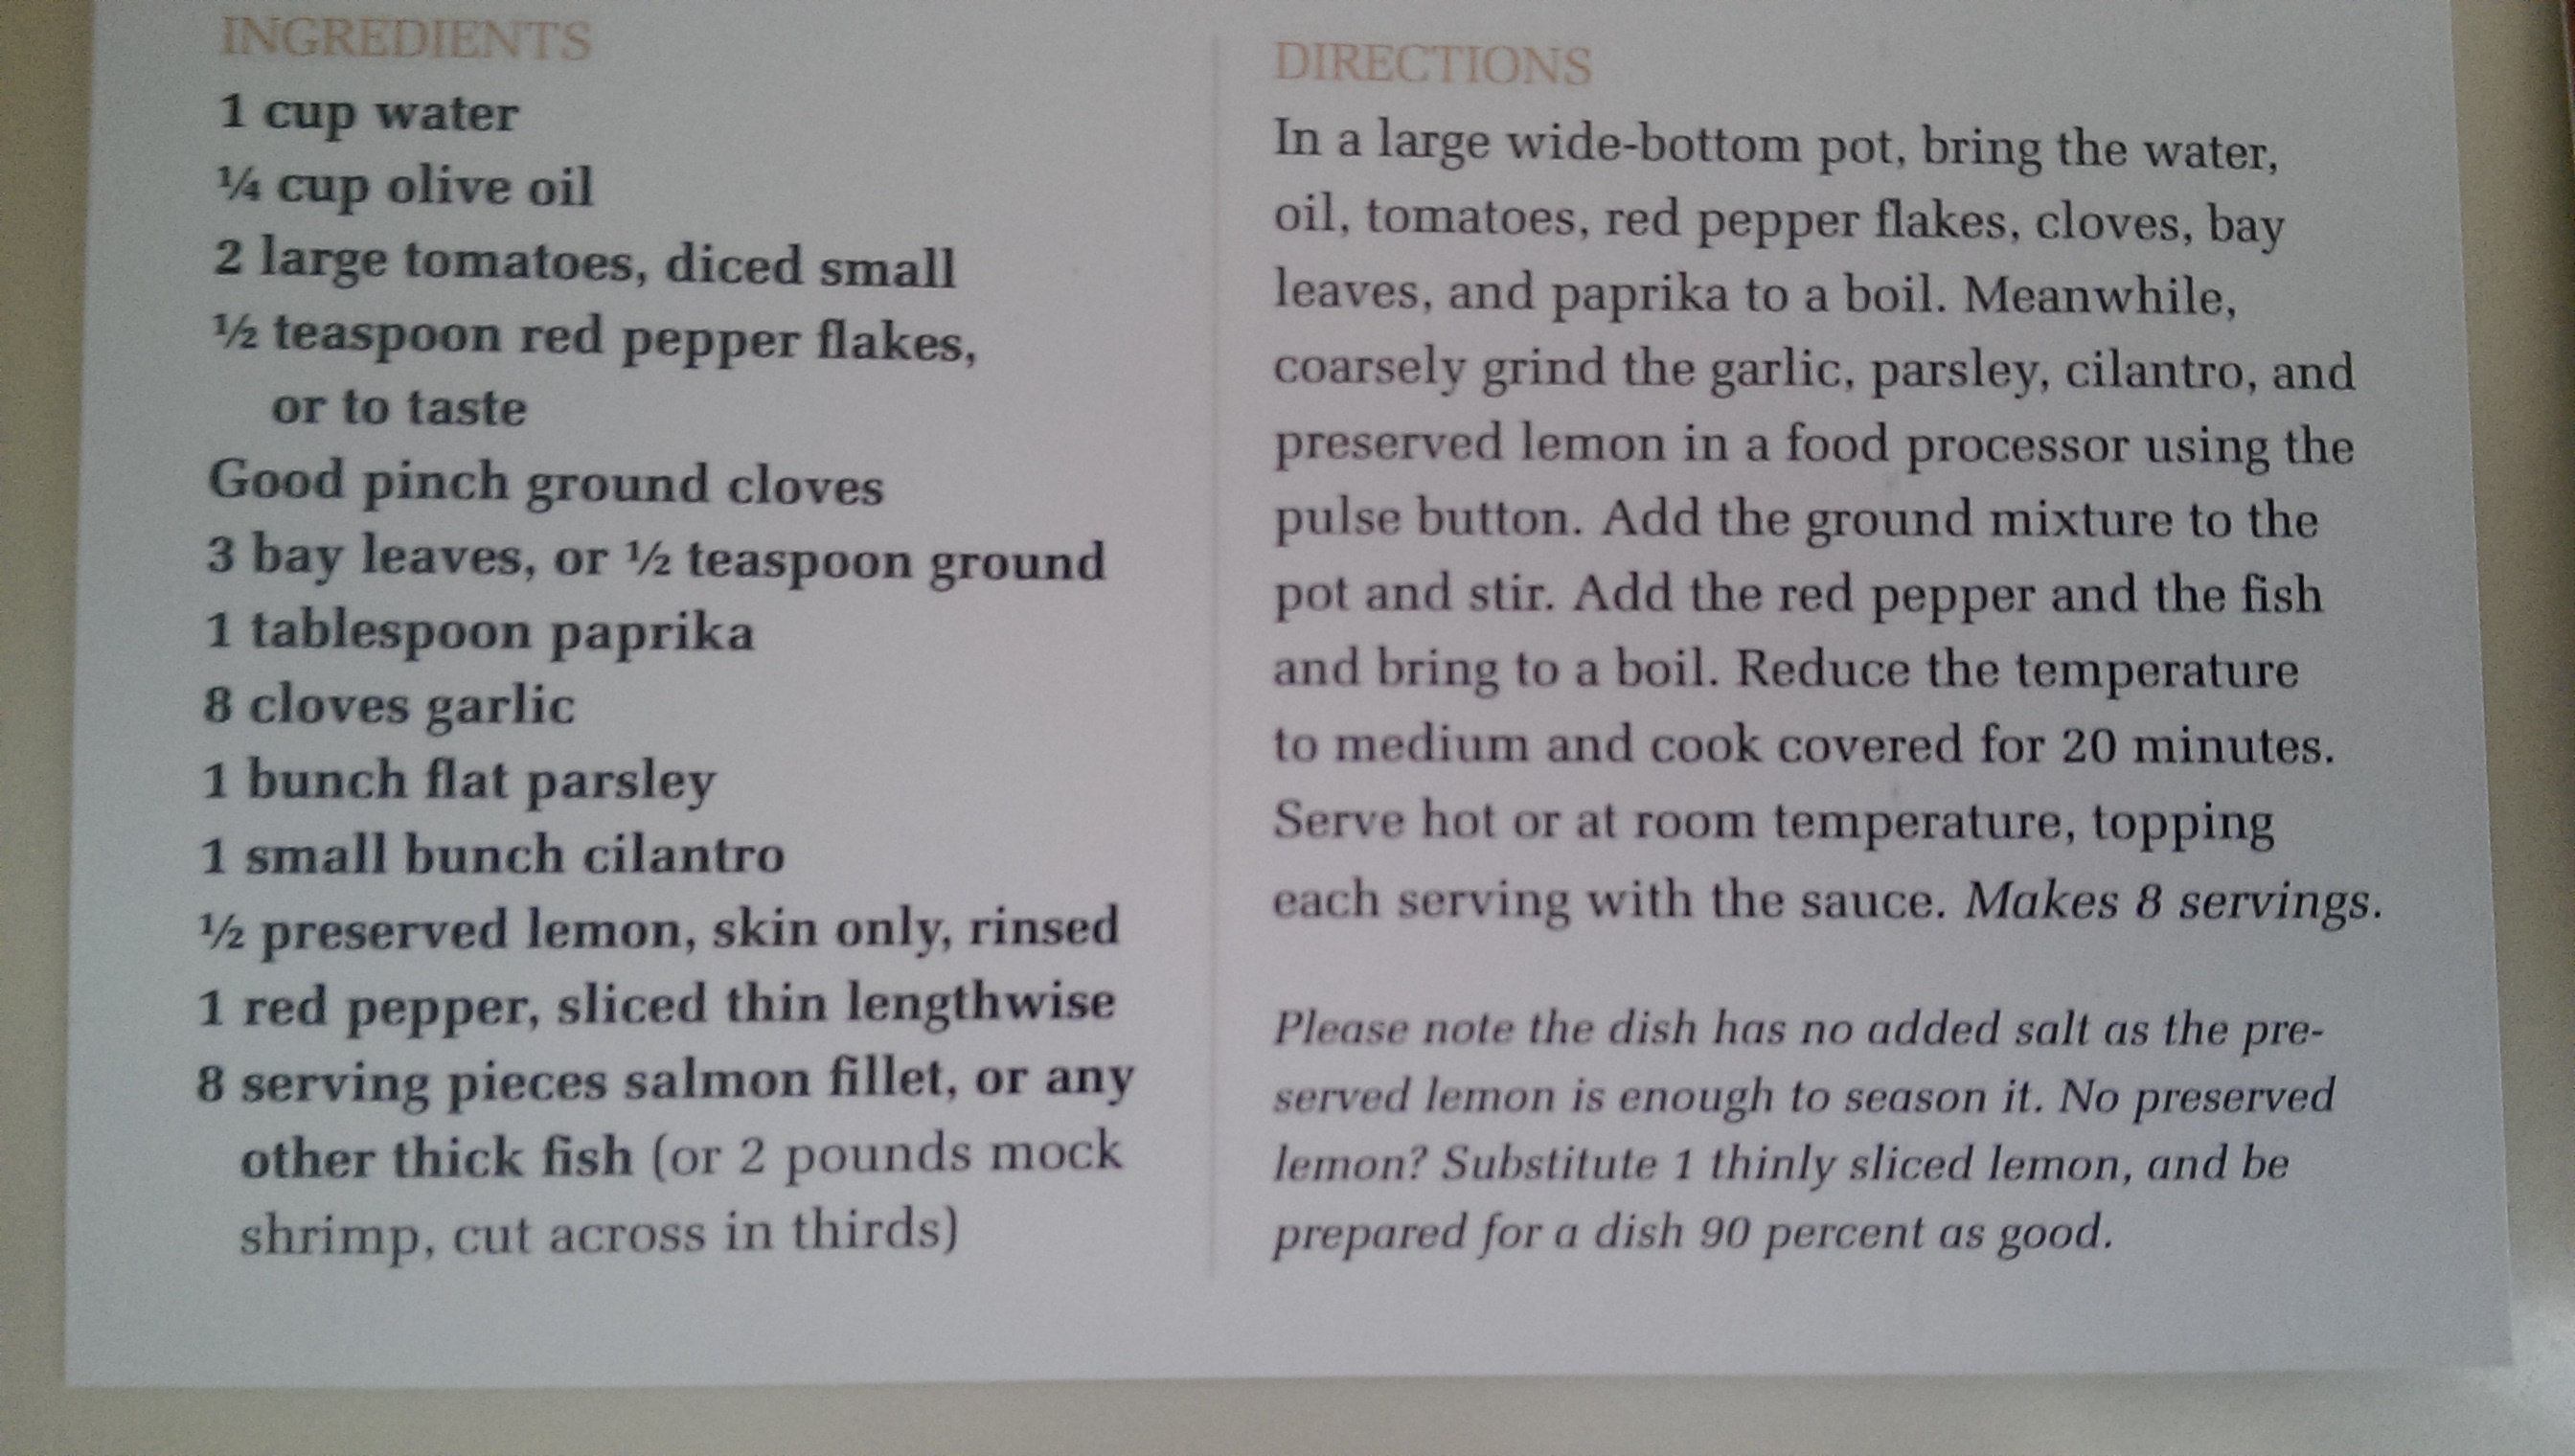 INGREDIENTS
1 cup water
¼ cup olive oil
2 large tomatoes, diced small
½ teaspoon red pepper flakes,
or to taste
Good pinch ground cloves
3 bay leaves, or ½ teaspoon ground
1 tablespoon paprika
8 cloves garlic
1 bunch flat parsley
1 small bunch cilantro
½ preserved lemon, skin only, rinsed
1 red pepper, sliced thin lengthwise
8 serving pieces salmon fillet, or any
other thick fish (or 2 pounds mock
shrimp, cut across in thirds)
DIRECTIONS
In a large wide-bottom pot, bring the water,
oil, tomatoes, red pepper flakes, cloves, bay
leaves, and paprika to a boil. Meanwhile,
coarsely grind the garlic, parsley, cilantro, and
preserved lemon in a food processor using the
pulse button. Add the ground mixture to the
pot and stir. Add the red pepper and the fish
and bring to a boil. Reduce the temperature
to medium and cook covered for 20 minutes.
Serve hot or at room temperature, topping
each serving with the sauce. Makes 8 servings.
Please note the dish has no added salt as the pre-
served lemon is enough to season it. No preserved
lemon? Substitute 1 thinly sliced lemon, and be
prepared for a dish 90 percent as good.